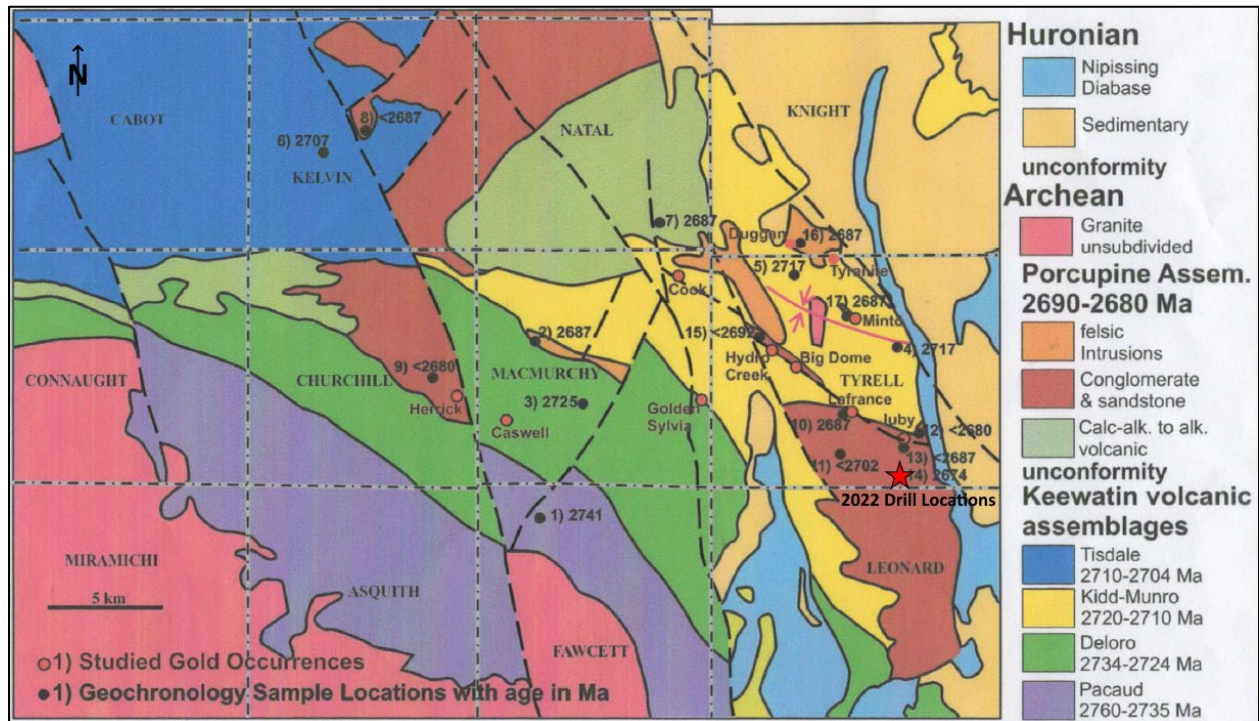 N
CABOT
6) 2707
8) <2687
KELVIN
NATAL
KNIGHT
7) 2687
Duggan
16) 2687
Tyranite
5) 2717
Cook
17) 2687
Minto
2) 2687
15) <2692
4) 2717
Hydro
Creek
Big Dome
TYRELL
CONNAUGHT
CHURCHILL
9) <2680
MACMURCHY
Herrick
3) 2725
Caswell
Golden
Sylvia
Lafrance
10) 2687
Juby
12) <2680
11) <2702
13) <2687
14) 2674
2022 Drill Locations
1) 2741
MIRAMICHI
LEONARD
5 km
ASQUITH
FAWCETT
1) Studied Gold Occurrences
1) Geochronology Sample Locations with age in Ma
Huronian
Nipissing
Diabase
Sedimentary
unconformity
Archean
Granite
unsubdivided
Porcupine Assem.
2690-2680 Ma
felsic
Intrusions
Conglomerate
& sandstone
Calc-alk. to alk.
volcanic
unconformity
Keewatin volcanic
assemblages
Tisdale
2710-2704 Ma
Kidd-Munro
2720-2710 Ma
Deloro
2734-2724 Ma
Pacaud
2760-2735 Ma